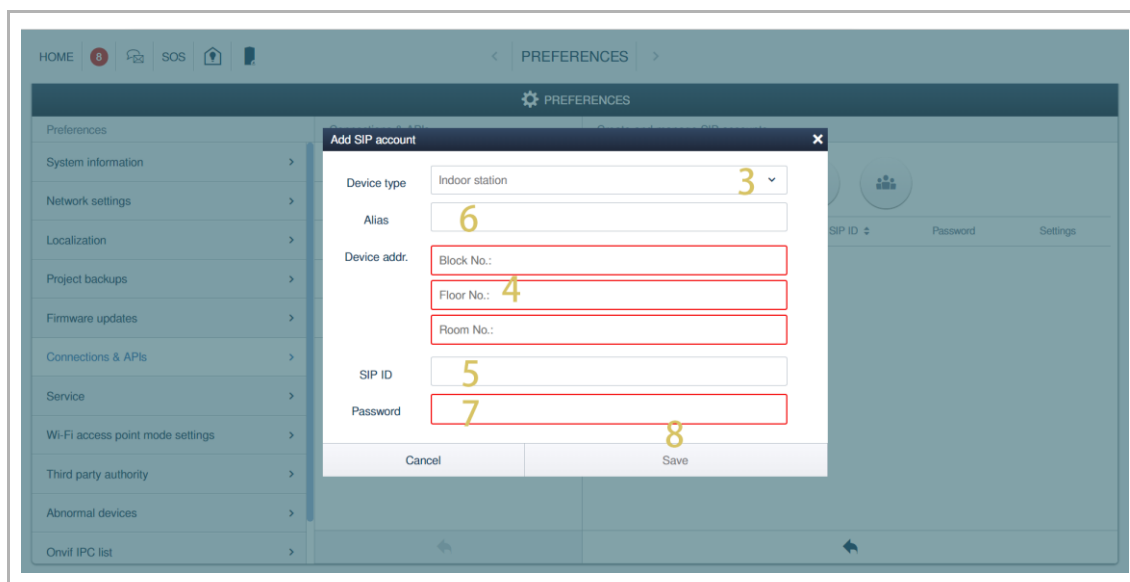 HOME 8 SOS < PREFERENCES >
PREFERENCES
Preferences
System information
Network settings
Localization
Project backups
Firmware updates
Connections & APIs
Service
Wi-Fi access point mode settings
Third party authority
Abnormal devices
Onvif IPC list
Add SIP account
Device type Indoor station 3
Alias 6
Device addr. Block No.:
Floor No.: 4
Room No.:
SIP ID 5
Password 7
8
Cancel Save
SIP ID Password Settings